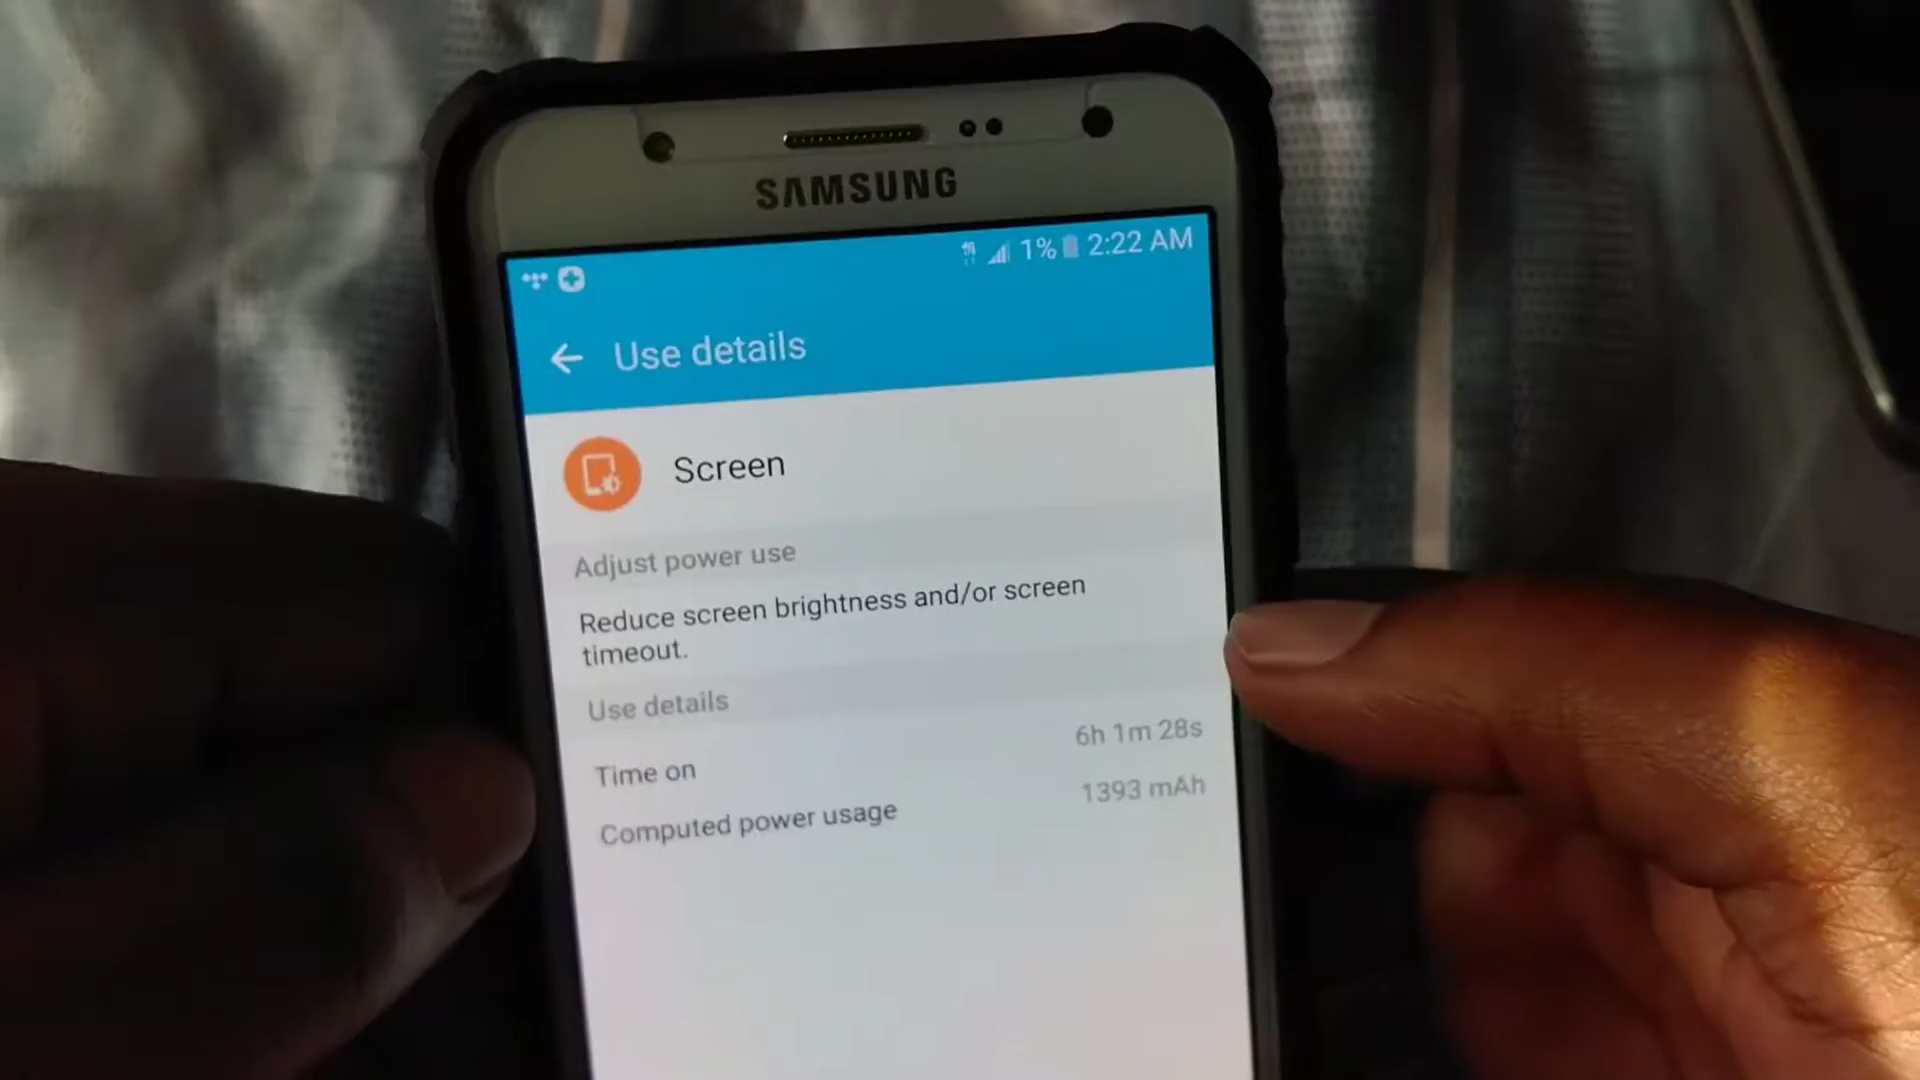 SAMSUNG
1% 2:22 AM
Use details
Screen
Adjust power use
Reduce screen brightness and/or screen
timeout.
Use details
Time on 6h 1m 28s
Computed power usage 1393 mAh